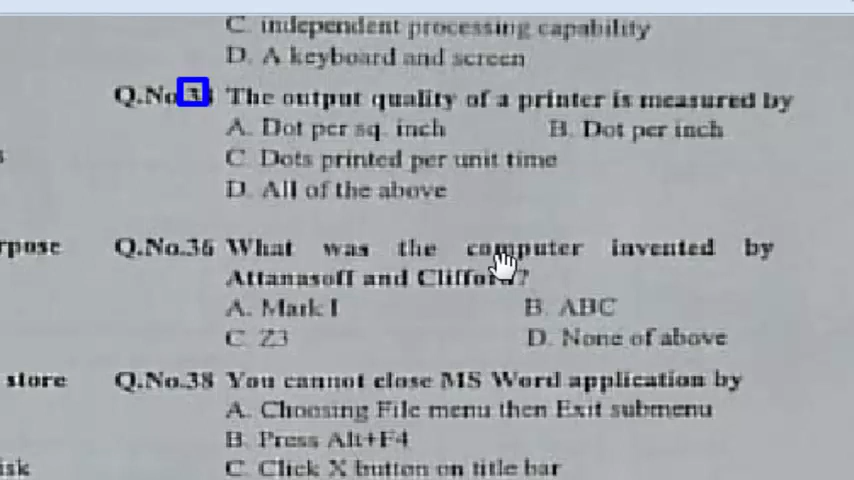 C. independent processing capability
D. A keyboard and screen
Q.No. The output quality of a printer is measured by
A. Dot per sq. inch B. Dot per inch
C. Dots printed per unit time
D. All of the above
rpose Q.No.36 What was the computer invented by
Attanasoff and Clifford?
A. Mark I B. ABC
C. Z3 D. None of above
store Q.No.38 You cannot close MS Word application by
A. Choosing File menu then Exit submenu
B. Press Alt+F4
isk C. Click X button on title bar